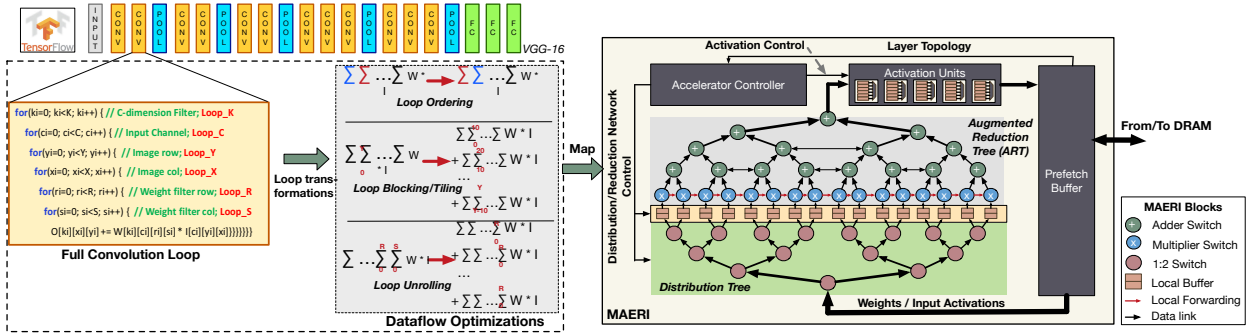 TensorFlow
INPUT
CONV
CONV
POOL
CONV
CONV
POOL
CONV
CONV
POOL
CONV
CONV
CONV
POOL
CONV
CONV
POOL
FC
FC
FC
VGG-16
for(ki=0; ki<K; ki++) { // C-dimension Filter; Loop_K
for(ci=0; ci<C; ci++) { // Input Channel; Loop_C
for(yi=0; yi<Y; yi++) { // Image row; Loop_Y
for(xi=0; xi<X; xi++) { // Image col; Loop_X
for(ri=0; ri<R; ri++) { // Weight filter row; Loop_R
for(si=0; si<S; si++) { // Weight filter col; Loop_S
O[ki][xi][yi] += W[ki][ci][ri][si] * I[ci][yi][xi]}}}}}}}
Full Convolution Loop
Loop trans-
formations
∑ ∑ ...∑ W * I
∑ ∑ ...∑ W * I
Loop Ordering
∑ ∑ ...∑ W * I
∑ ∑ ...∑ W * I
+ ∑ ∑ ...∑ W * I
...
+ ∑ ∑ ...∑ W * I
Loop Blocking/Tiling
∑ ...∑ ∑ W * I
∑ ∑ ...∑ W * I
+ ∑ ∑ ...∑ W * I
...
+ ∑ ∑ ...∑ W * I
Loop Unrolling
Dataflow Optimizations
Map
Activation Control
Layer Topology
Accelerator Controller
Activation Units
Augmented
Reduction
Tree (ART)
Distribution/Reduction Network
Control
Prefetch
Buffer
From/To DRAM
Distribution Tree
Weights / Input Activations
MAERI
MAERI Blocks
Adder Switch
Multiplier Switch
1:2 Switch
Local Buffer
Local Forwarding
Data link